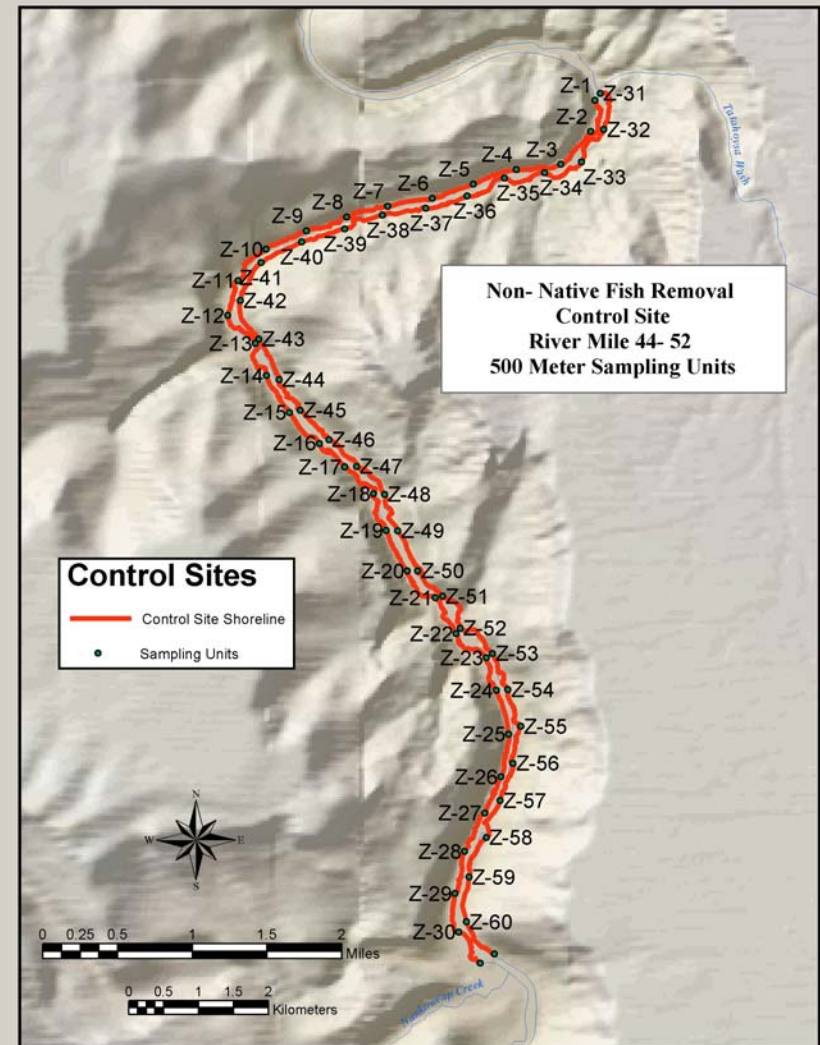 Z-1
Z-31
Z-2
Z-32
Z-3
Z-33
Z-4
Z-34
Z-5
Z-35
Z-6
Z-36
Z-7
Z-37
Z-8
Z-38
Z-9
Z-39
Z-10
Z-40
Z-11
Z-41
Z-12
Z-42
Z-13
Z-43
Z-14
Z-44
Z-15
Z-45
Z-16
Z-46
Z-17
Z-47
Z-18
Z-48
Z-19
Z-49
Z-20
Z-50
Z-21
Z-51
Z-22
Z-52
Z-23
Z-53
Z-24
Z-54
Z-25
Z-55
Z-26
Z-56
Z-27
Z-57
Z-28
Z-58
Z-29
Z-59
Z-30
Z-60
Non- Native Fish Removal
Control Site
River Mile 44- 52
500 Meter Sampling Units
Control Sites
Control Site Shoreline
Sampling Units
N
W E
S
0 0.25 0.5 1 1.5 2
Miles
0 0.5 1 1.5 2
Kilometers
Creek
Wash